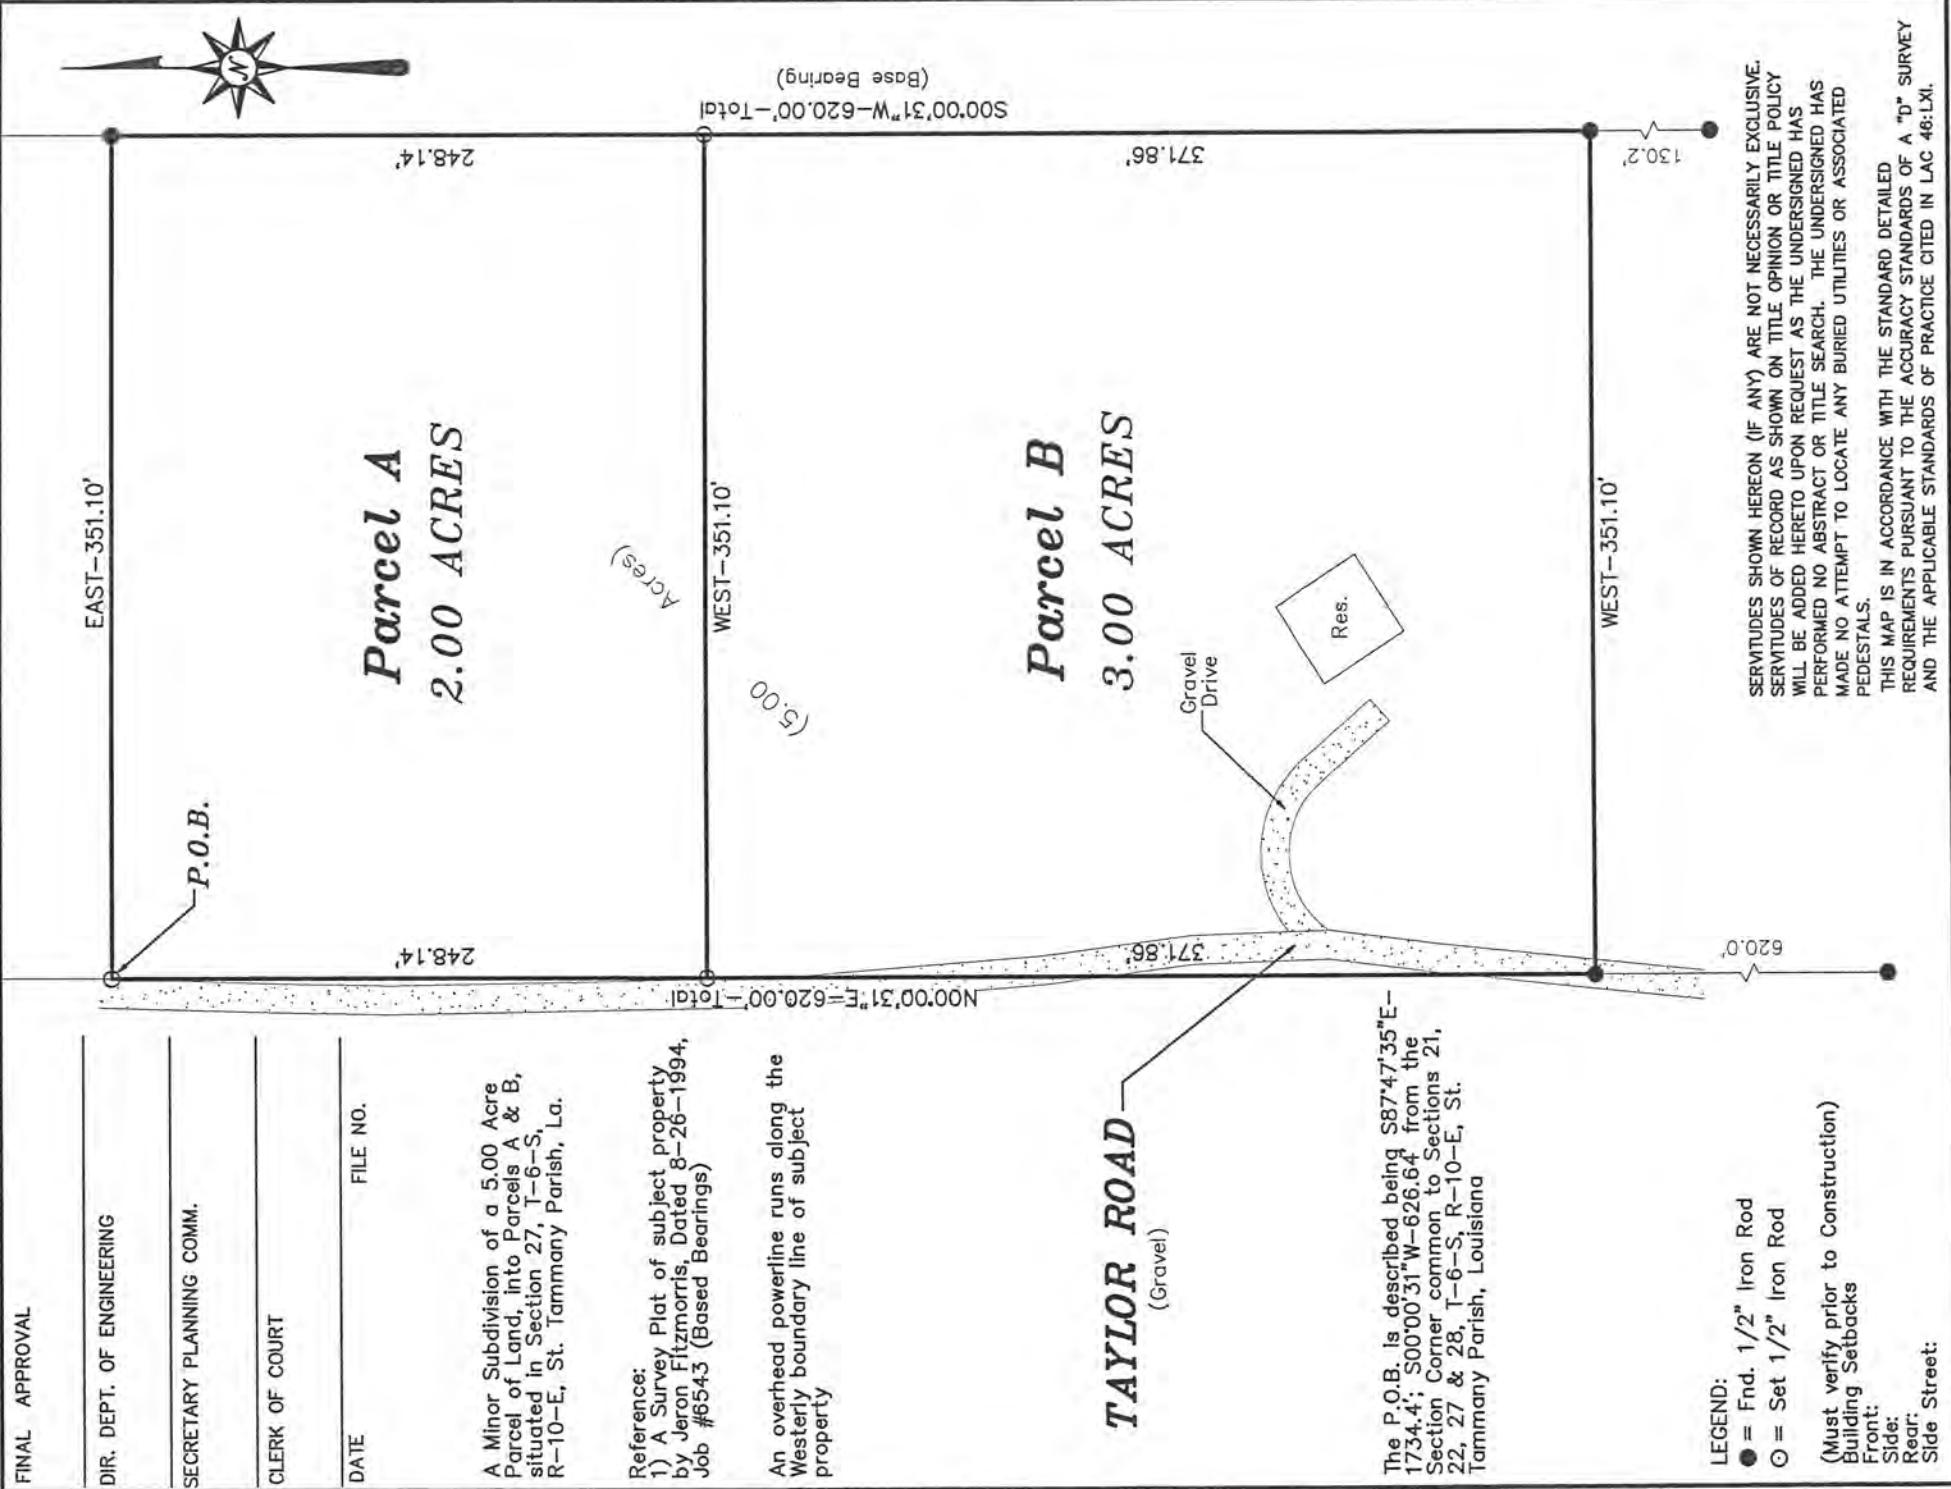 FINAL APPROVAL
DIR. DEPT. OF ENGINEERING
SECRETARY PLANNING COMM.
CLERK OF COURT
DATE FILE NO.
A Minor Subdivision of a 5.00 Acre
Parcel of Land, into Parcels A & B,
situated in Section 27, T-6-S,
R-10-E, St. Tammany Parish, La.
Reference:
1) A Survey Plat of subject property
by Jeron Fitzmorris, Dated 8-26-1994,
Job #6543 (Based Bearings)
An overhead powerline runs along the
Westerly boundary line of subject
property
TAYLOR ROAD
(Gravel)
The P.O.B. is described being S87°47'35"E-
1734.4'; S00°00'31"W-626.64' from the
Section Corner common to Sections 21,
22, 27 & 28, T-6-S, R-10-E, St.
Tammany Parish, Louisiana
LEGEND:
● = Fnd. 1/2" Iron Rod
⊙ = Set 1/2" Iron Rod
(Must verify prior to Construction)
Building Setbacks
Front:
Side:
Rear:
Side Street:
P.O.B.
EAST-351.10'
N
248.14'
248.14'
Parcel A
2.00 ACRES
(5.00
Acres)
WEST-351.10'
N00°00'31"E-620.00'-Total
S00°00'31"W-620.00'-Total
(Base Bearing)
371.86'
371.86'
Parcel B
3.00 ACRES
Gravel
Drive
Res.
WEST-351.10'
620.0'
130.2'
SERVITUDES SHOWN HEREON (IF ANY) ARE NOT NECESSARILY EXCLUSIVE.
SERVITUDES OF RECORD AS SHOWN ON TITLE OPINION OR TITLE POLICY
WILL BE ADDED HERETO UPON REQUEST AS THE UNDERSIGNED HAS
PERFORMED NO ABSTRACT OR TITLE SEARCH. THE UNDERSIGNED HAS
MADE NO ATTEMPT TO LOCATE ANY BURIED UTILITIES OR ASSOCIATED
PEDESTALS.
THIS MAP IS IN ACCORDANCE WITH THE STANDARD DETAILED
REQUIREMENTS PURSUANT TO THE ACCURACY STANDARDS OF A "D" SURVEY
AND THE APPLICABLE STANDARDS OF PRACTICE CITED IN LAC 46:LXI.